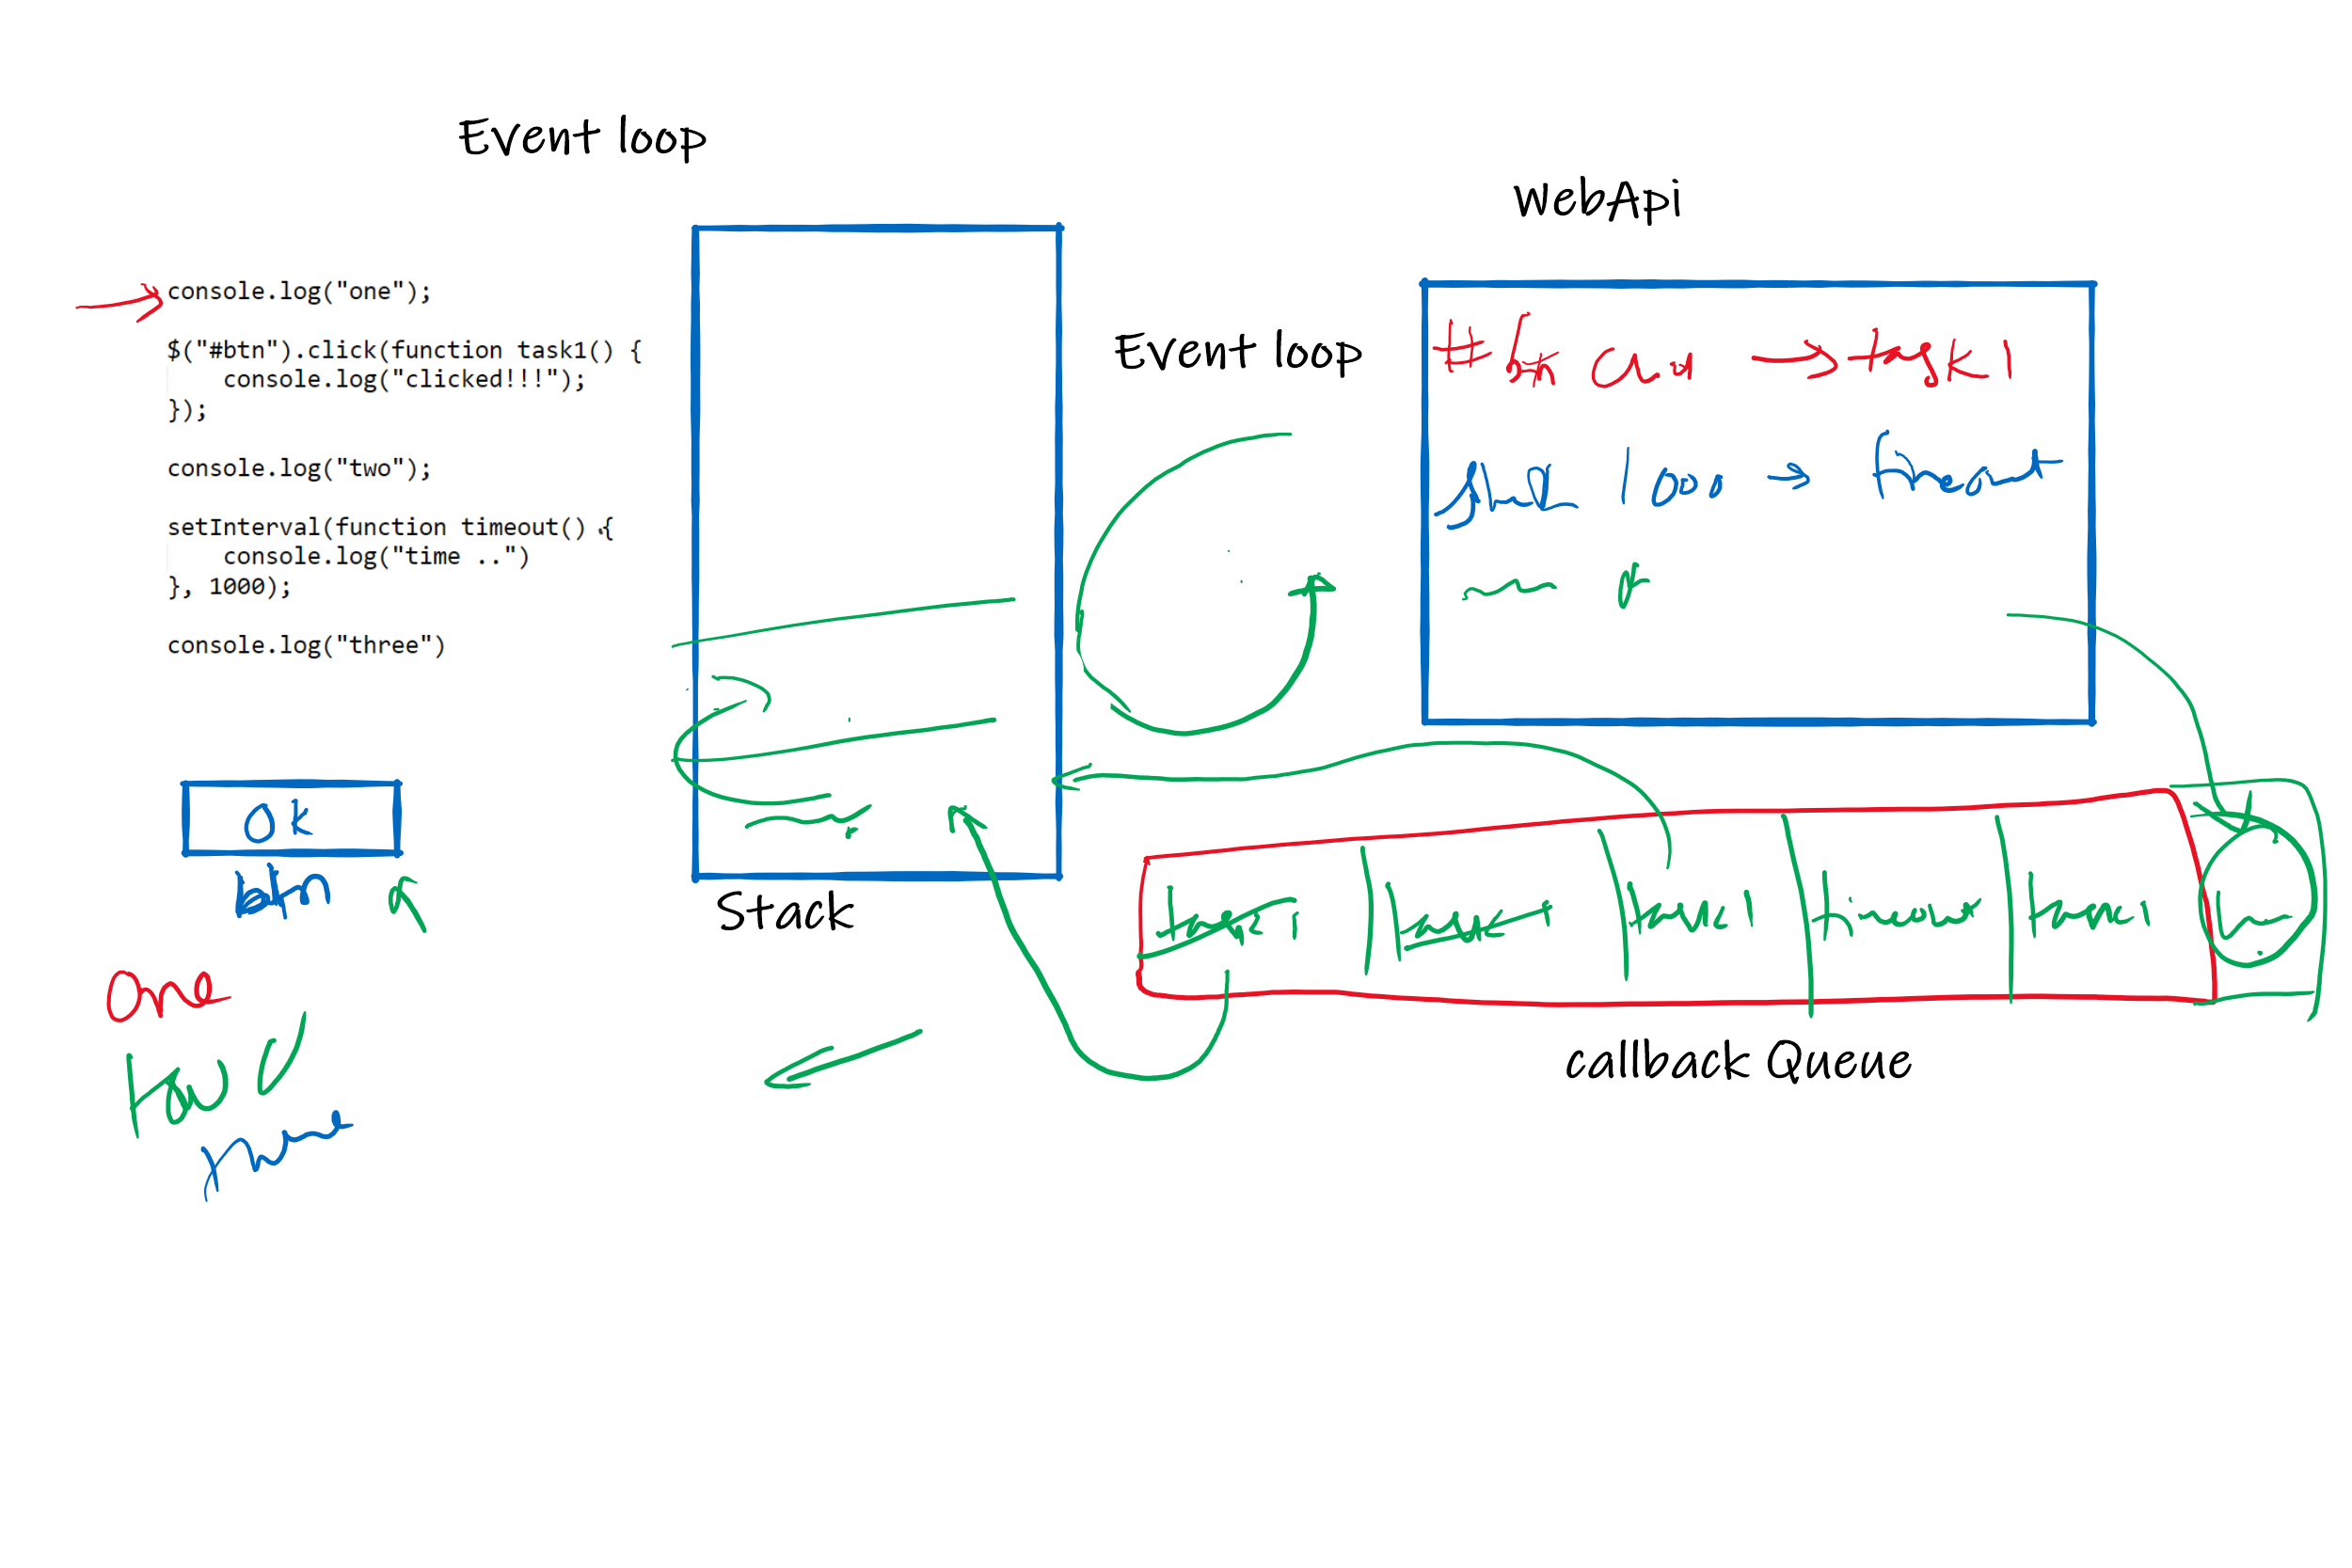 Event loop
WebApi
console.log("one");
$("#btn").click(function task1() {
    console.log("clicked!!!");
});
console.log("two");
setInterval(function timeout() {
    console.log("time ..")
}, 1000);
console.log("three")
Event loop
# btn → task1
1000 → timeout
Ok
btn
Stack
task1 task1 task1 timeout task1
callback Queue
One
two
three